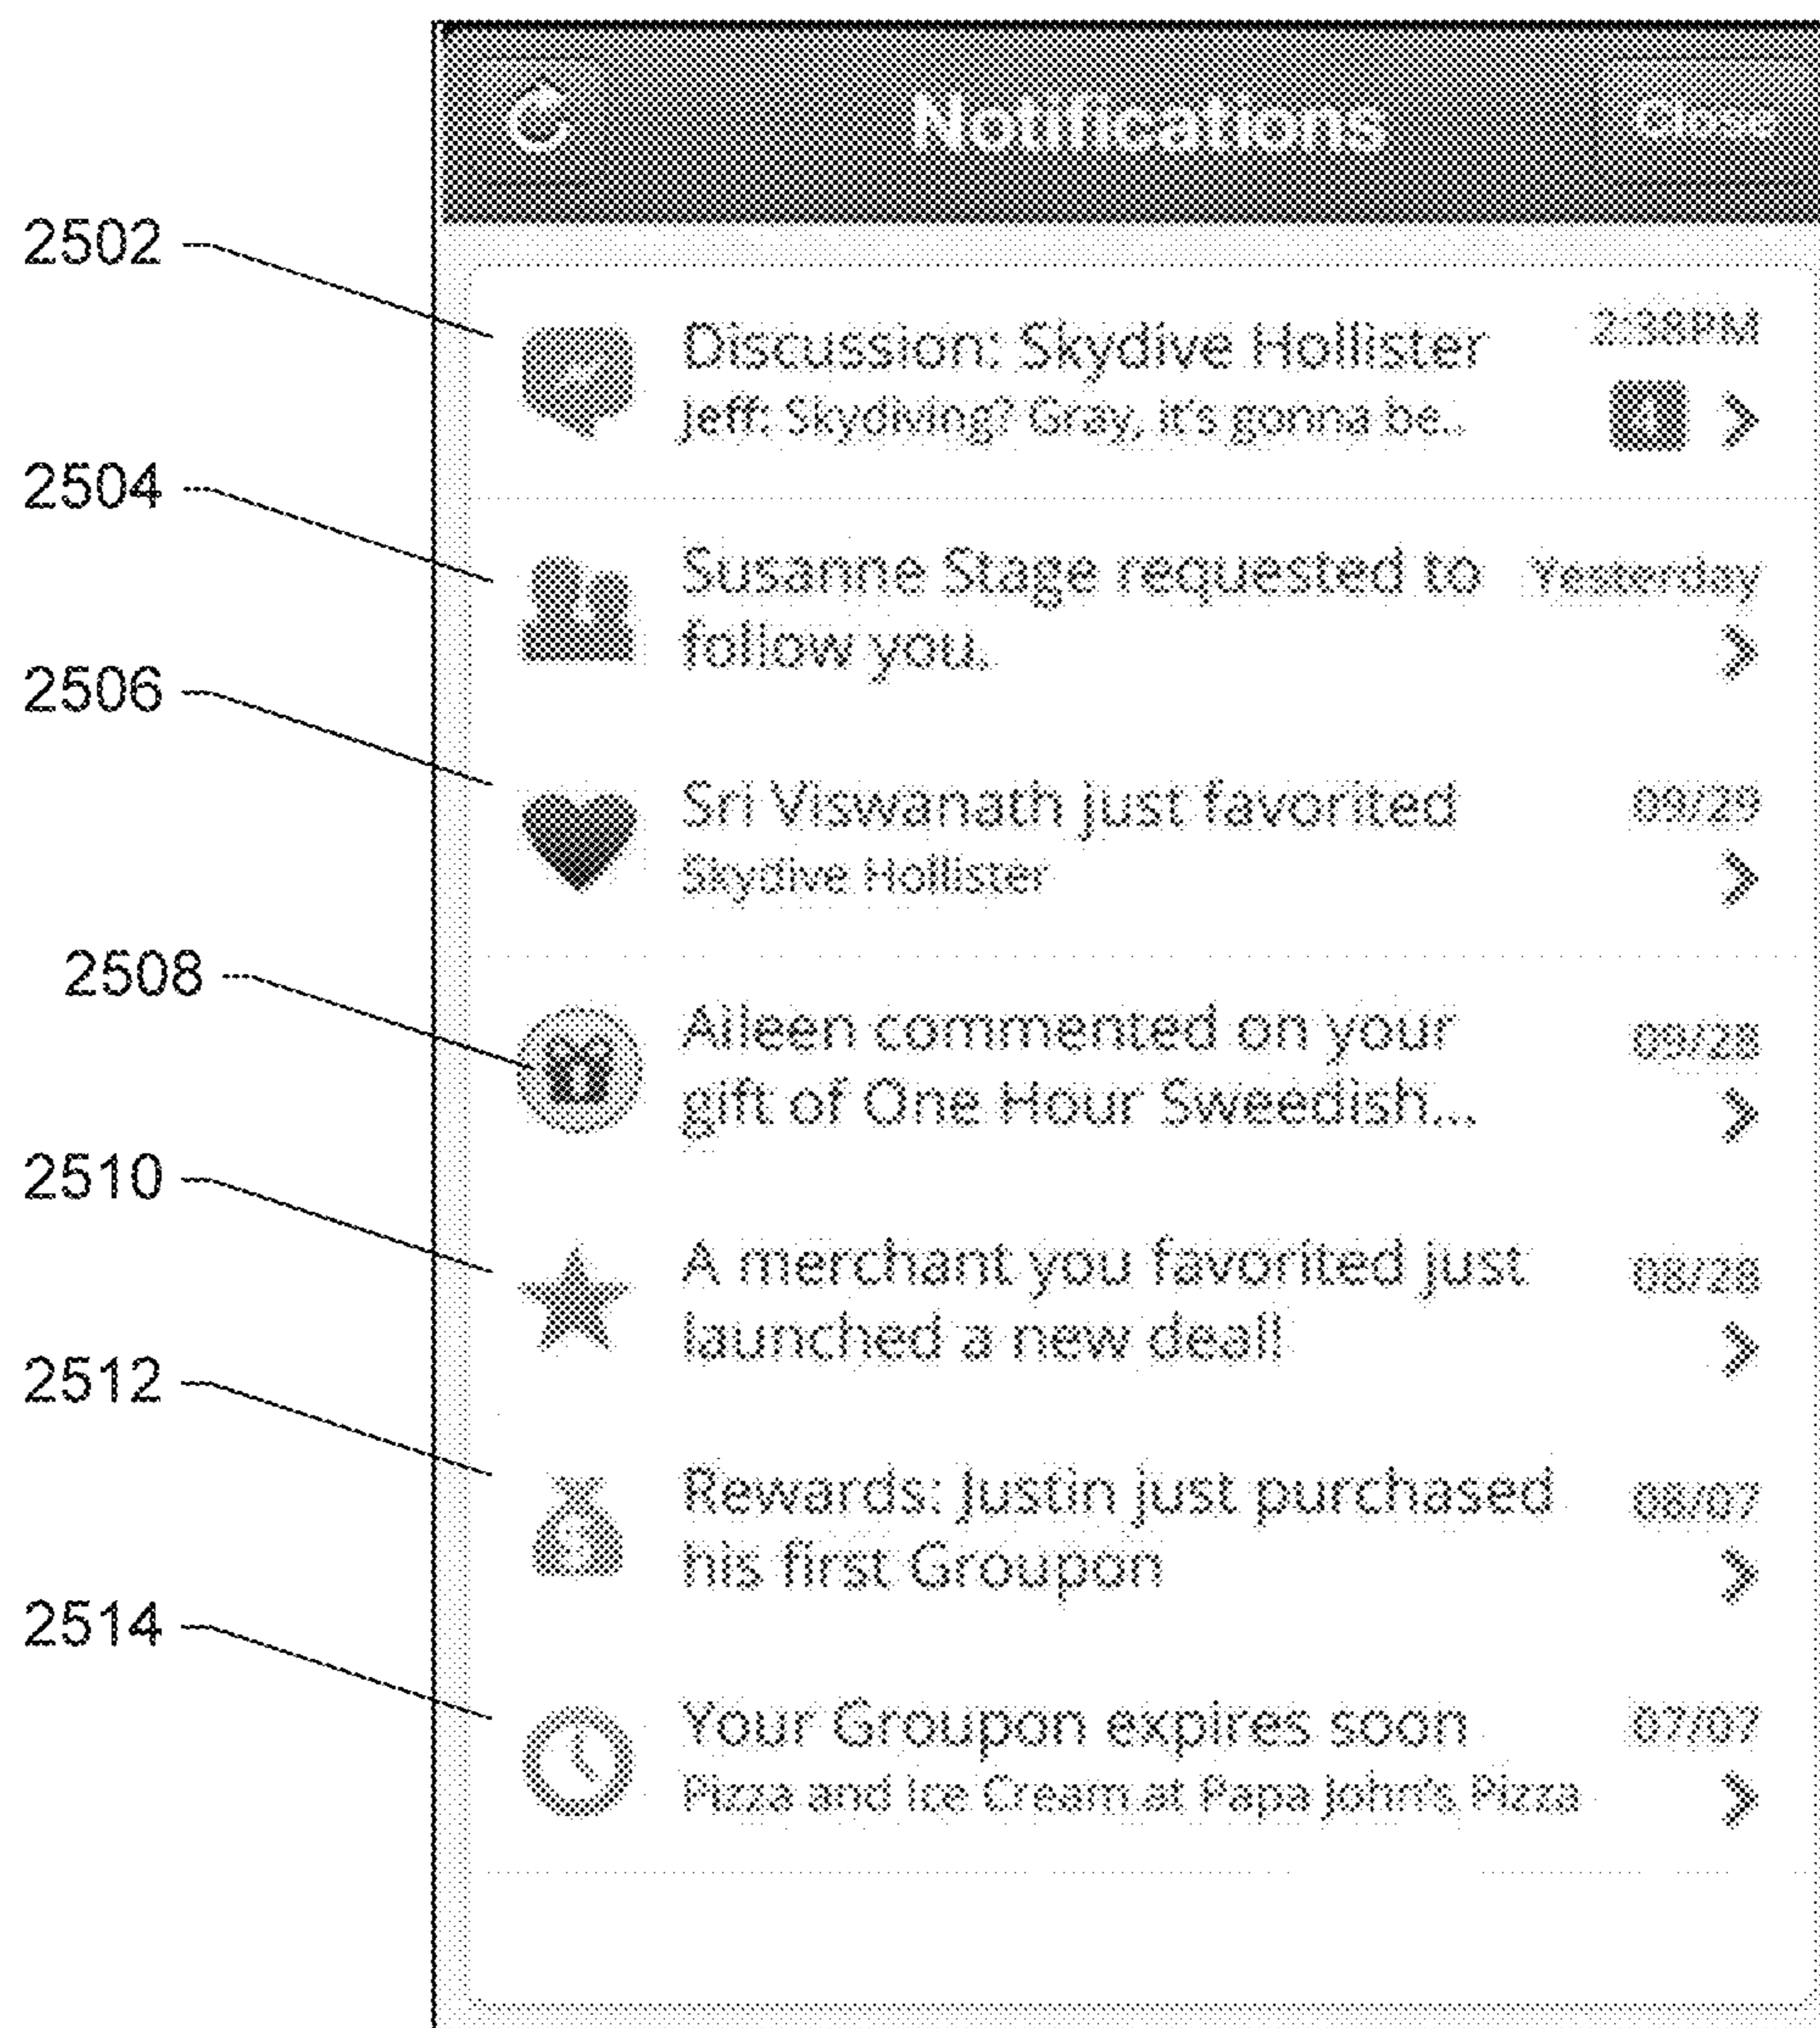 Notifications
Close
2502
Discussion: Skydive Hollister
2:38PM
jeff: Skydiving? Gray, it's gonna be..
2504
Susanne Stage requested to
Yesterday
follow you.
2506
Sri Viswanath just favorited
09/29
Skydive Hollister
2508
Aileen commented on your
09/28
gift of One Hour Sweedish...
2510
A merchant you favorited just
08/28
launched a new deal!
2512
Rewards: Justin just purchased
08/07
his first Groupon
2514
Your Groupon expires soon
07/07
Pizza and Ice Cream at Papa John's Pizza